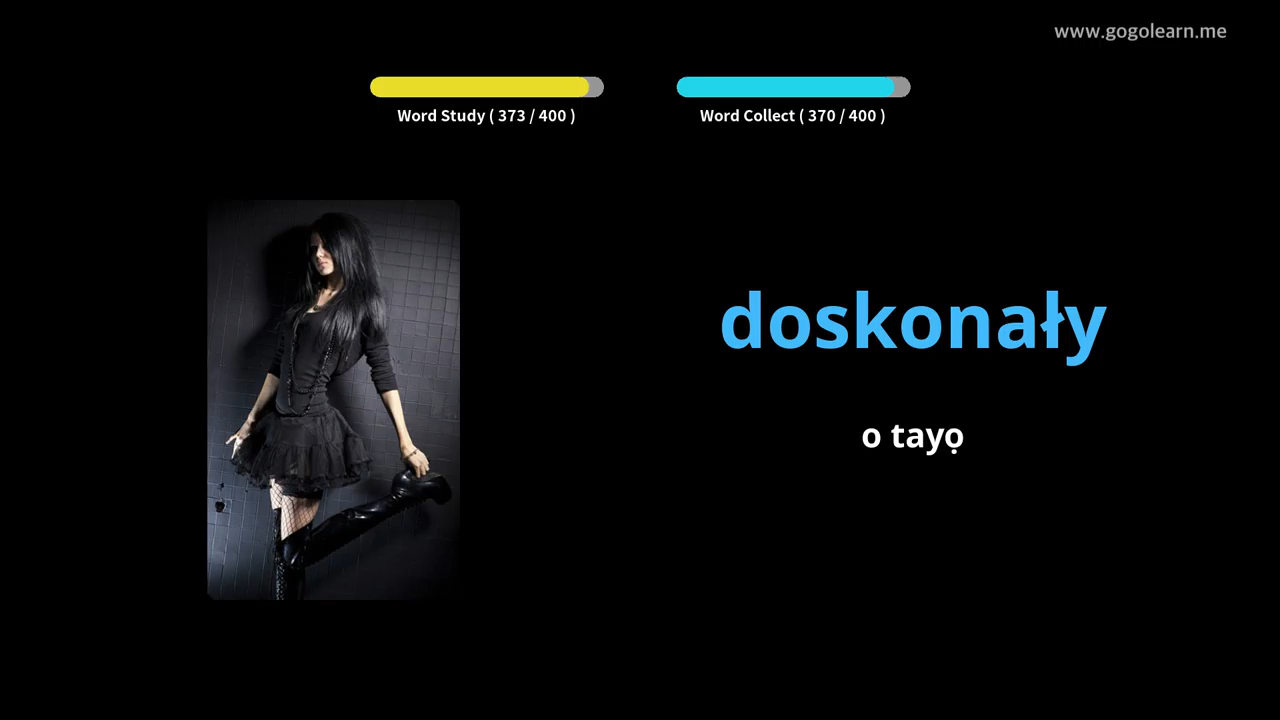 www.gogolearn.me
Word Study ( 373 / 400 )
Word Collect ( 370 / 400 )
doskonały
o tayọ